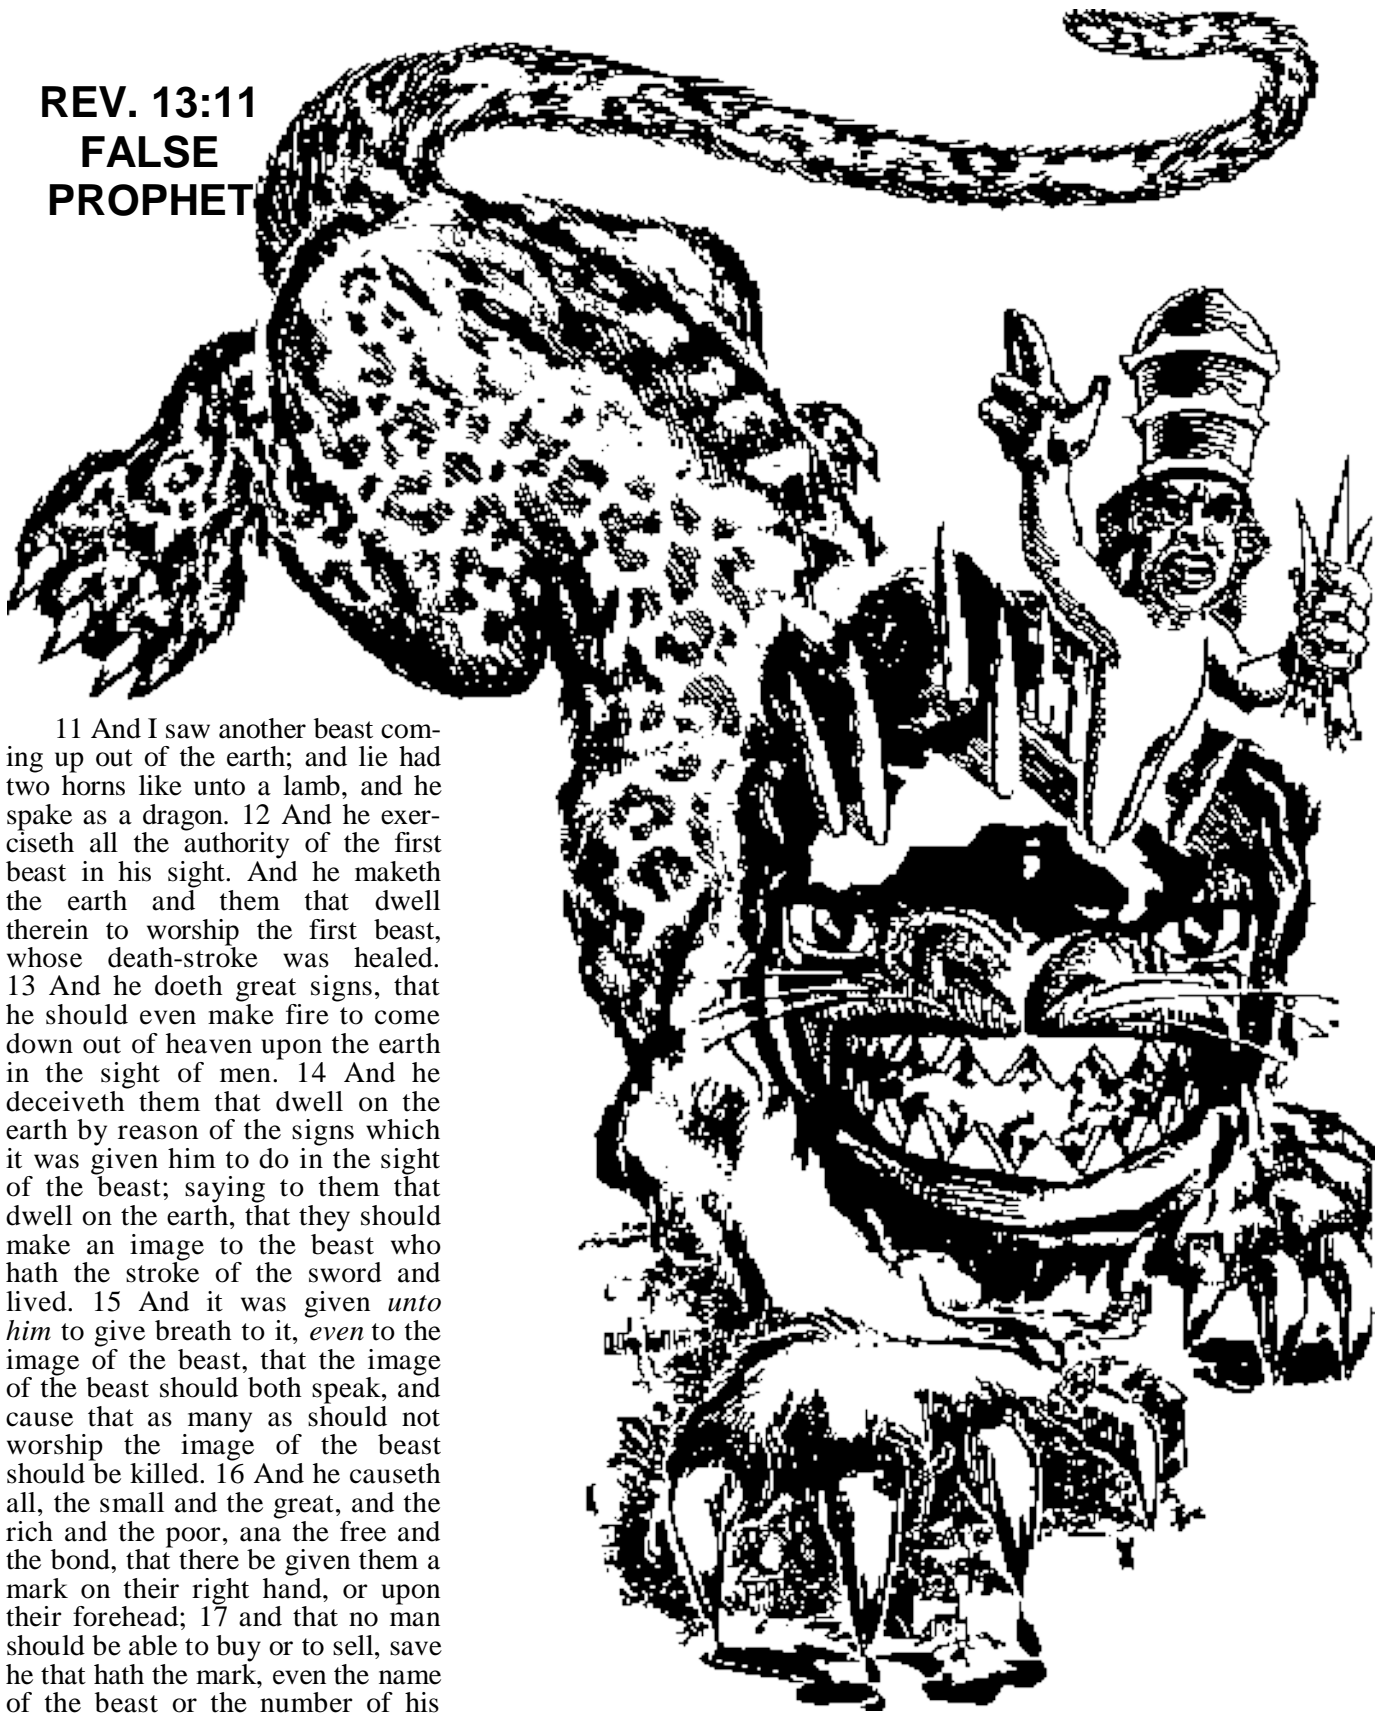 REV. 13:11
FALSE
PROPHET
11 And I saw another beast com-
ing up out of the earth; and lie had
two horns like unto a lamb, and he
spake as a dragon. 12 And he exer-
ciseth all the authority of the first
beast in his sight. And he maketh
the earth and them that dwell
therein to worship the first beast,
whose death-stroke was healed.
13 And he doeth great signs, that
he should even make fire to come
down out of heaven upon the earth
in the sight of men. 14 And he
deceiveth them that dwell on the
earth by reason of the signs which
it was given him to do in the sight
of the beast; saying to them that
dwell on the earth, that they should
make an image to the beast who
hath the stroke of the sword and
lived. 15 And it was given unto
him to give breath to it, even to the
image of the beast, that the image
of the beast should both speak, and
cause that as many as should not
worship the image of the beast
should be killed. 16 And he causeth
all, the small and the great, and the
rich and the poor, ana the free and
the bond, that there be given them a
mark on their right hand, or upon
their forehead; 17 and that no man
should be able to buy or to sell, save
he that hath the mark, even the name
of the beast or the number of his